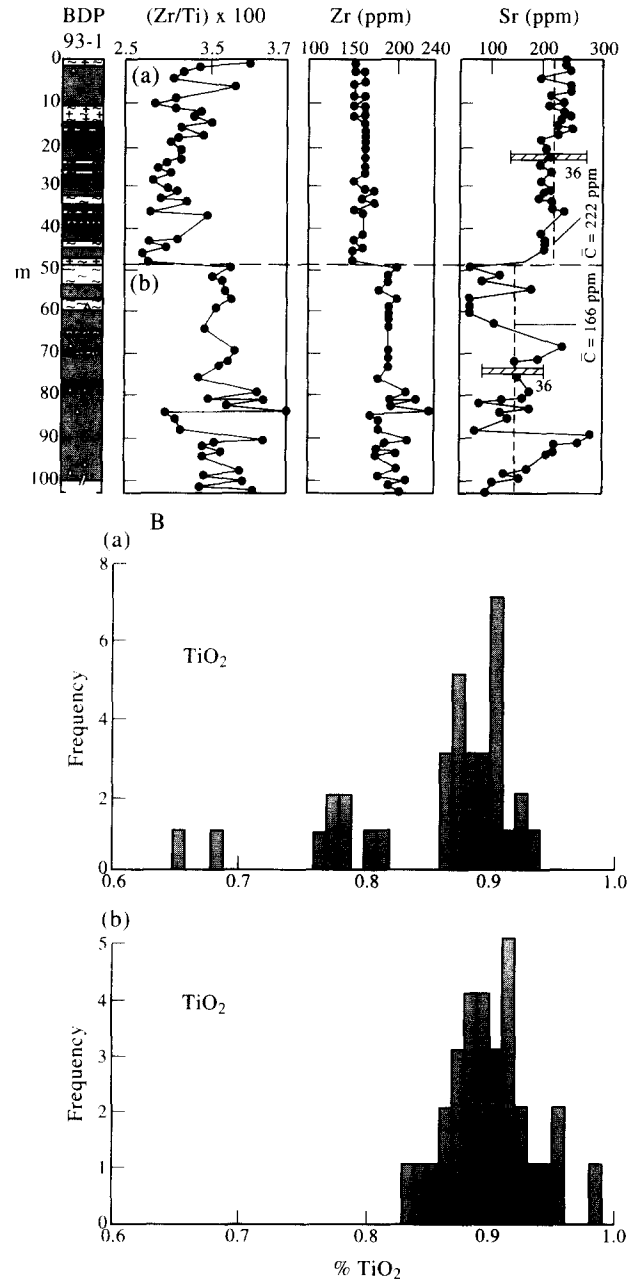 BDP
93-1
(Zr/Ti) x 100
Zr (ppm)
Sr (ppm)
2.5 3.5 3.7
100 150 200 240
100 200 300
0
10
20
30
40
m
50
60
70
80
90
100
(a)
(b)
36
C̄ = 222 ppm
C̄ = 166 ppm
36
B
(a)
8
6
4
2
0
Frequency
TiO2
0.6 0.7 0.8 0.9 1.0
(b)
5
4
3
2
1
0
Frequency
TiO2
0.6 0.7 0.8 0.9 1.0
% TiO2